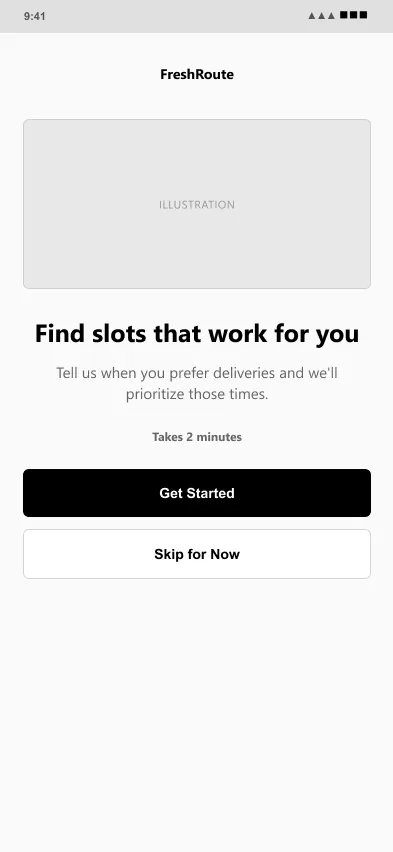 9:41
FreshRoute
ILLUSTRATION
Find slots that work for you
Tell us when you prefer deliveries and we'll
prioritize those times.
Takes 2 minutes
Get Started
Skip for Now